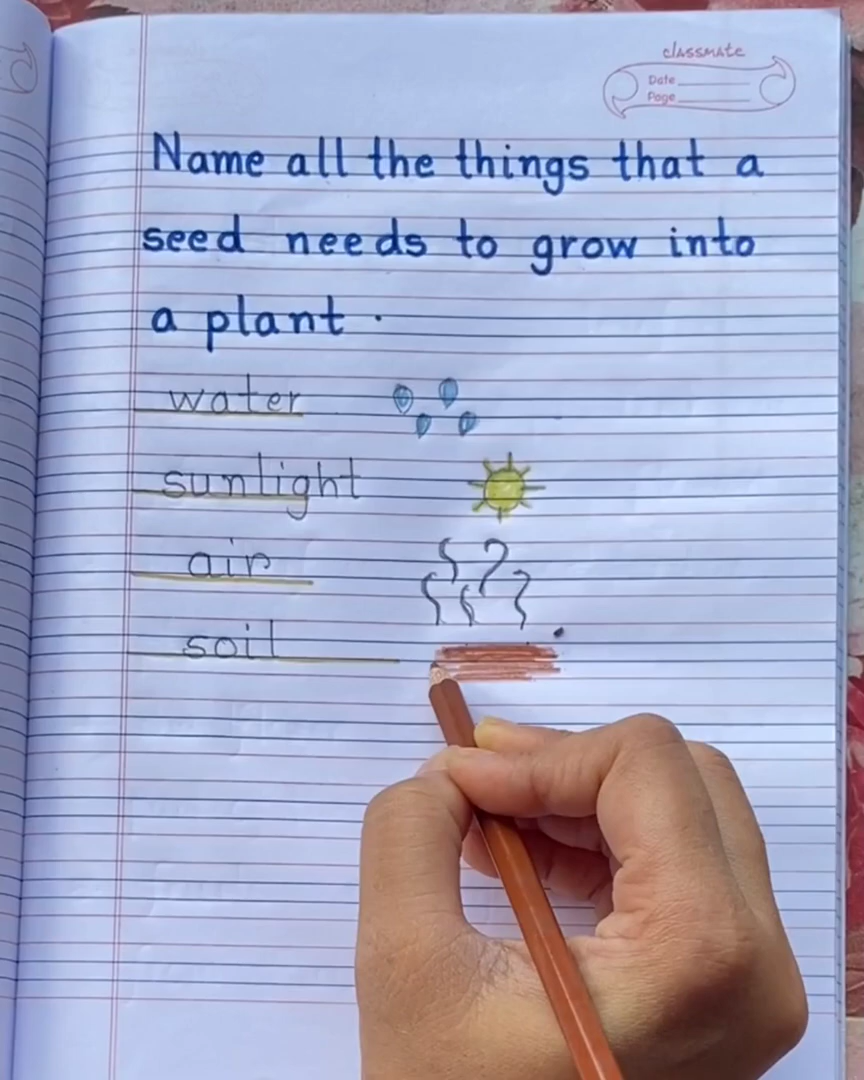 classmate
Date
Page
Name all the things that a
seed needs to grow into
a plant.
water
sunlight
air
soil